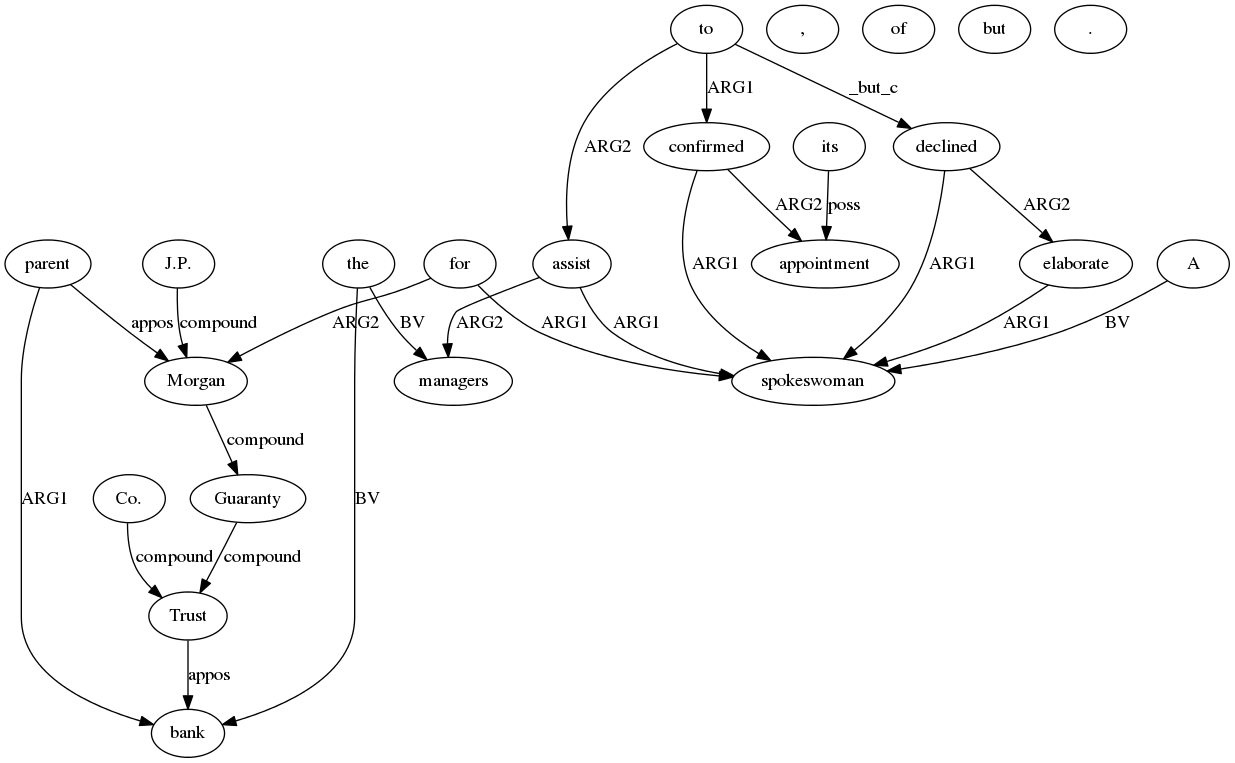 to , of but .
ARG1 _but_c
ARG2 confirmed its declined
ARG2 poss ARG2
parent J.P. the for assist ARG1 appointment ARG1 elaborate A
appos compound ARG2 BV ARG2 ARG1 ARG1 ARG1 BV
Morgan managers spokeswoman
compound
ARG1 Co. Guaranty BV
compound compound
Trust
appos
bank